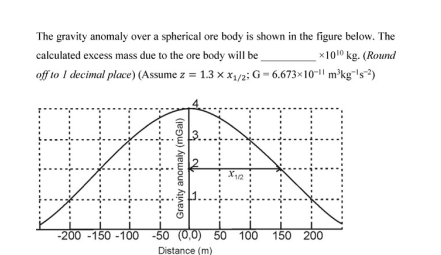 The gravity anomaly over a spherical ore body is shown in the figure below. The
calculated excess mass due to the ore body will be ________ ×10¹⁰ kg. (Round
off to 1 decimal place) (Assume z = 1.3 × x₁/₂; G = 6.673×10⁻¹¹ m³kg⁻¹s⁻²)
4
3
2
1
Gravity anomaly (mGal)
X₁/₂
-200 -150 -100 -50 (0,0) 50 100 150 200
Distance (m)